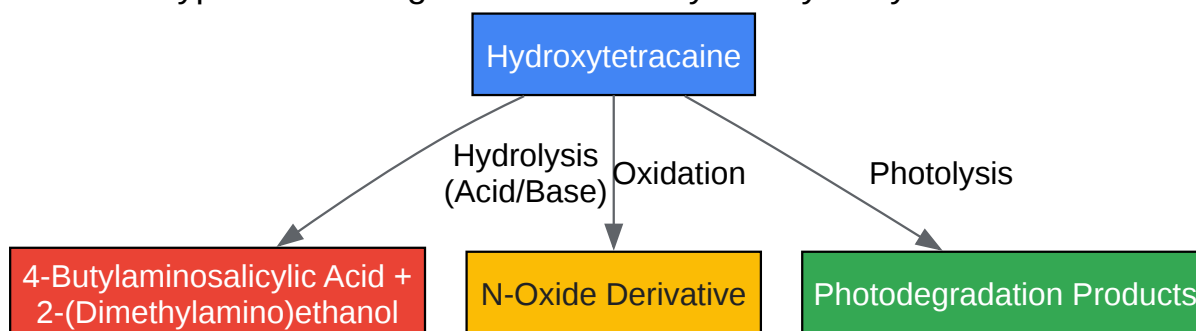 Hydroxytetracaine
Hydrolysis
(Acid/Base)
Oxidation
Photolysis
4-Butylaminosalicylic Acid +
2-(Dimethylamino)ethanol
N-Oxide Derivative
Photodegradation Products